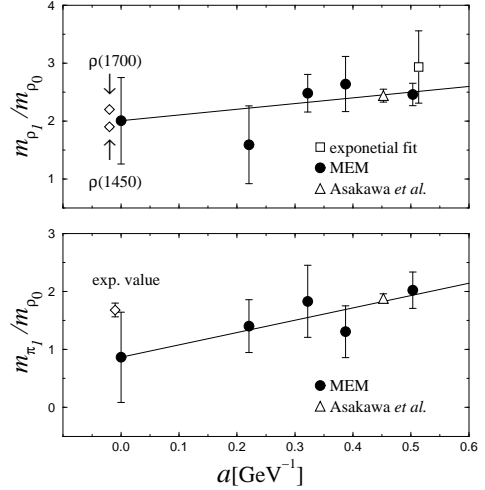 4
3
2
1
m_ρ₁/m_ρ₀
ρ(1700)
ρ(1450)
exponetial fit
MEM
Asakawa et al.
3
2
1
0
m_π₁/m_ρ₀
exp. value
MEM
Asakawa et al.
0.0 0.1 0.2 0.3 0.4 0.5 0.6
a[GeV⁻¹]